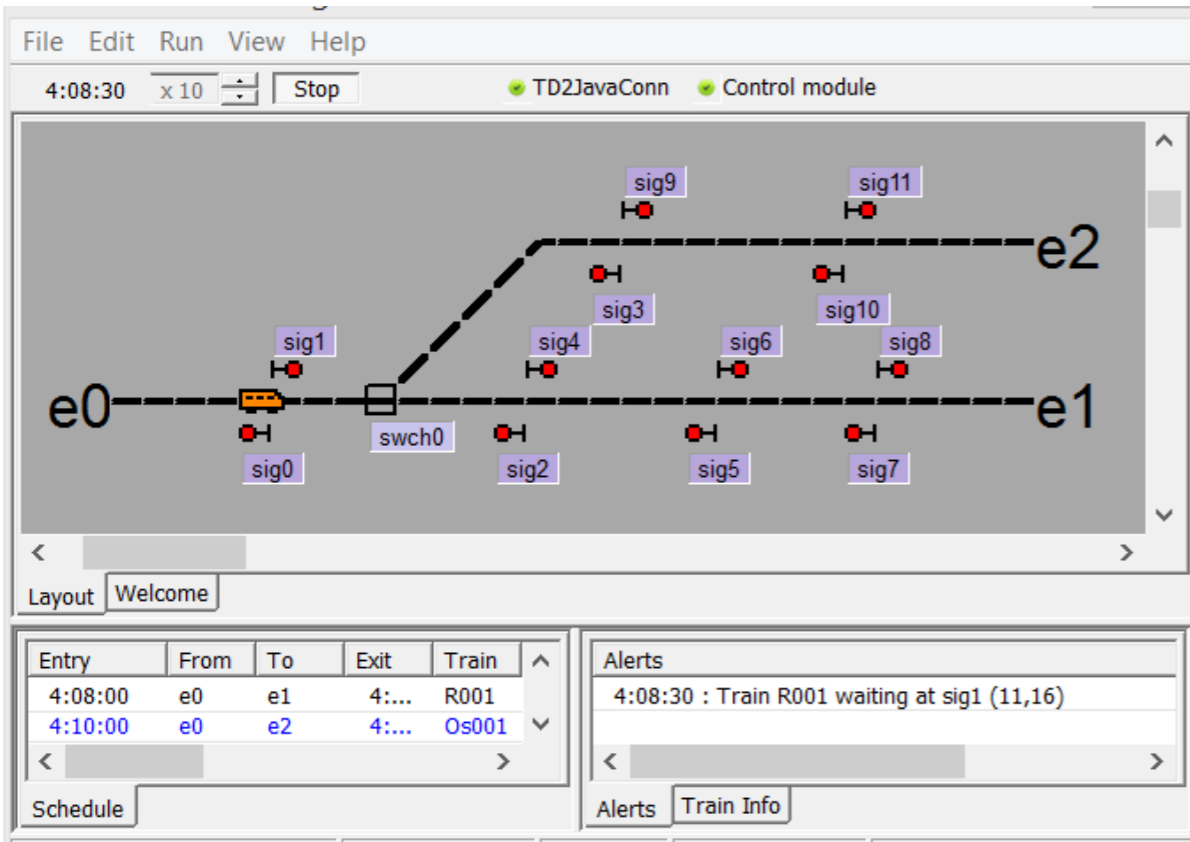 File Edit Run View Help
4:08:30 x 10 Stop TD2JavaConn Control module
sig9 sig11
e2
sig3 sig10
sig1 sig4 sig6 sig8
e0 e1
swch0
sig0 sig2 sig5 sig7
Layout Welcome
Entry From To Exit Train
4:08:00 e0 e1 4:... R001
4:10:00 e0 e2 4:... Os001
Schedule
Alerts
4:08:30 : Train R001 waiting at sig1 (11,16)
Alerts Train Info